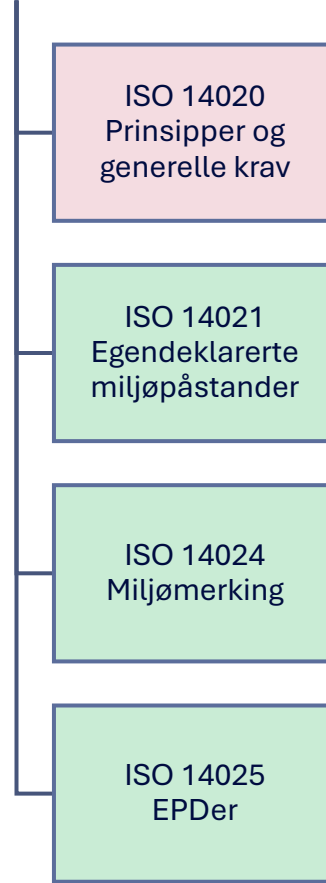 ISO 14020
Prinsipper og
generelle krav
ISO 14021
Egendeklarerte
miljøpåstander
ISO 14024
Miljømerking
ISO 14025
EPDer